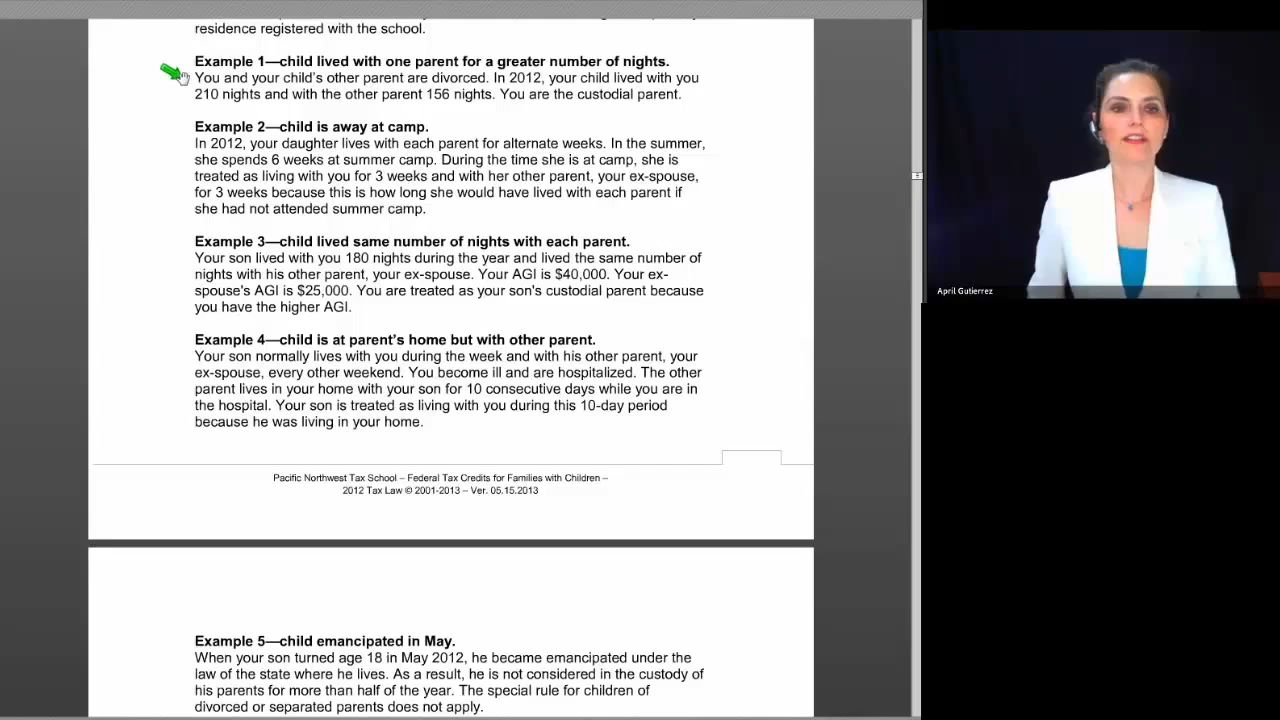 residence registered with the school.
Example 1—child lived with one parent for a greater number of nights.
You and your child's other parent are divorced. In 2012, your child lived with you
210 nights and with the other parent 156 nights. You are the custodial parent.
Example 2—child is away at camp.
In 2012, your daughter lives with each parent for alternate weeks. In the summer,
she spends 6 weeks at summer camp. During the time she is at camp, she is
treated as living with you for 3 weeks and with her other parent, your ex-spouse,
for 3 weeks because this is how long she would have lived with each parent if
she had not attended summer camp.
Example 3—child lived same number of nights with each parent.
Your son lived with you 180 nights during the year and lived the same number of
nights with his other parent, your ex-spouse. Your AGI is $40,000. Your ex-
spouse's AGI is $25,000. You are treated as your son's custodial parent because
you have the higher AGI.
Example 4—child is at parent's home but with other parent.
Your son normally lives with you during the week and with his other parent, your
ex-spouse, every other weekend. You become ill and are hospitalized. The other
parent lives in your home with your son for 10 consecutive days while you are in
the hospital. Your son is treated as living with you during this 10-day period
because he was living in your home.
Pacific Northwest Tax School – Federal Tax Credits for Families with Children –
2012 Tax Law © 2001-2013 – Ver. 05.15.2013
Example 5—child emancipated in May.
When your son turned age 18 in May 2012, he became emancipated under the
law of the state where he lives. As a result, he is not considered in the custody of
his parents for more than half of the year. The special rule for children of
divorced or separated parents does not apply.
April Gutierrez